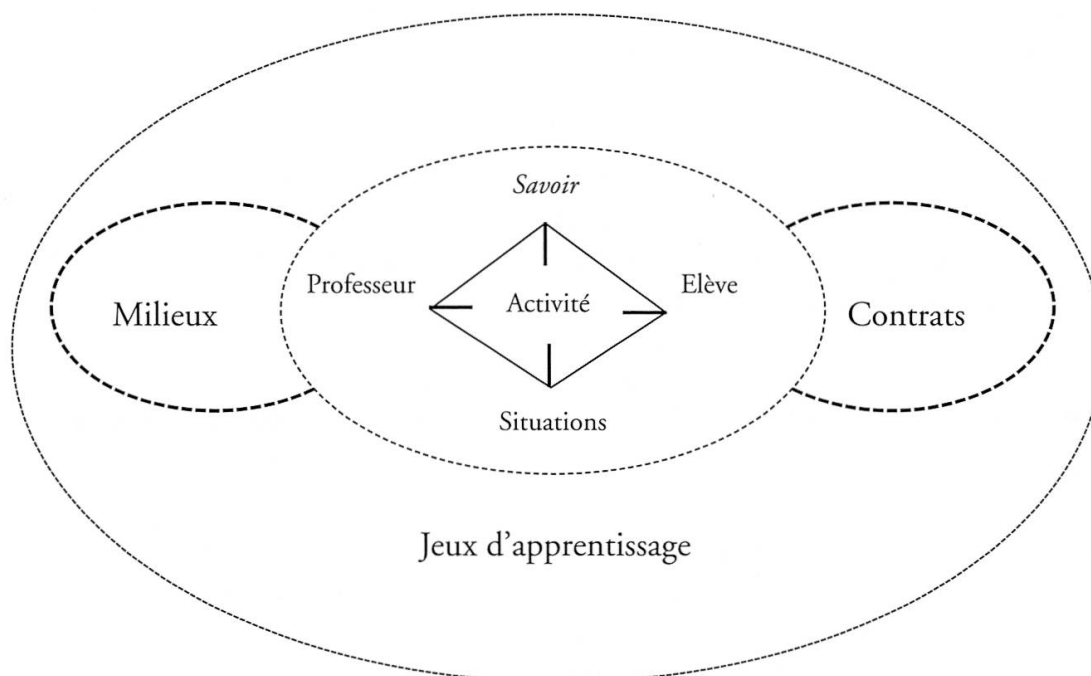 Savoir
Professeur
Elève
Activité
Milieux
Contrats
Situations
Jeux d'apprentissage